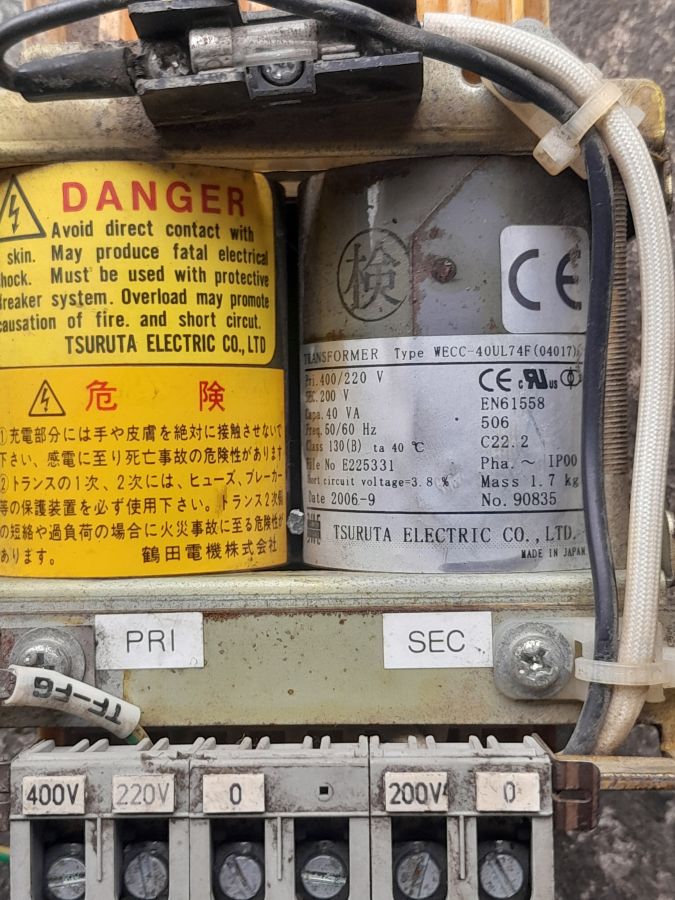 DANGER
Avoid direct contact with
skin. May produce fatal electrical
shock. Must be used with protective
breaker system. Overload may promote
causation of fire. and short circut.
TSURUTA ELECTRIC CO., LTD
危 険
①充電部分には手や皮膚を絶対に接触させないで
下さい、感電に至り死亡事故の危険性があります
②トランスの1次、2次には、ヒューズ、ブレーカー
等の保護装置を必ず使用下さい。トランス2次側
の短絡や過負荷の場合に火災事故に至る危険性が
あります。
鶴田電機株式会社
検
CE
TRANSFORMER Type WECC-40UL74F(04017)
Pri. 400/220 V
SEC. 200 V
Capa. 40 VA
Freq. 50/60 Hz
Class 130(B) ta 40 ℃
File No E225331
Short circuit voltage=3.8%
Date 2006-9
CE c UR us
EN61558
506
C22.2
Pha. ~ IP00
Mass 1.7 kg
No. 90835
TSURUTA ELECTRIC CO., LTD.
MADE IN JAPAN
PRI
SEC
TF-FG
400V
220V
0
200V
0